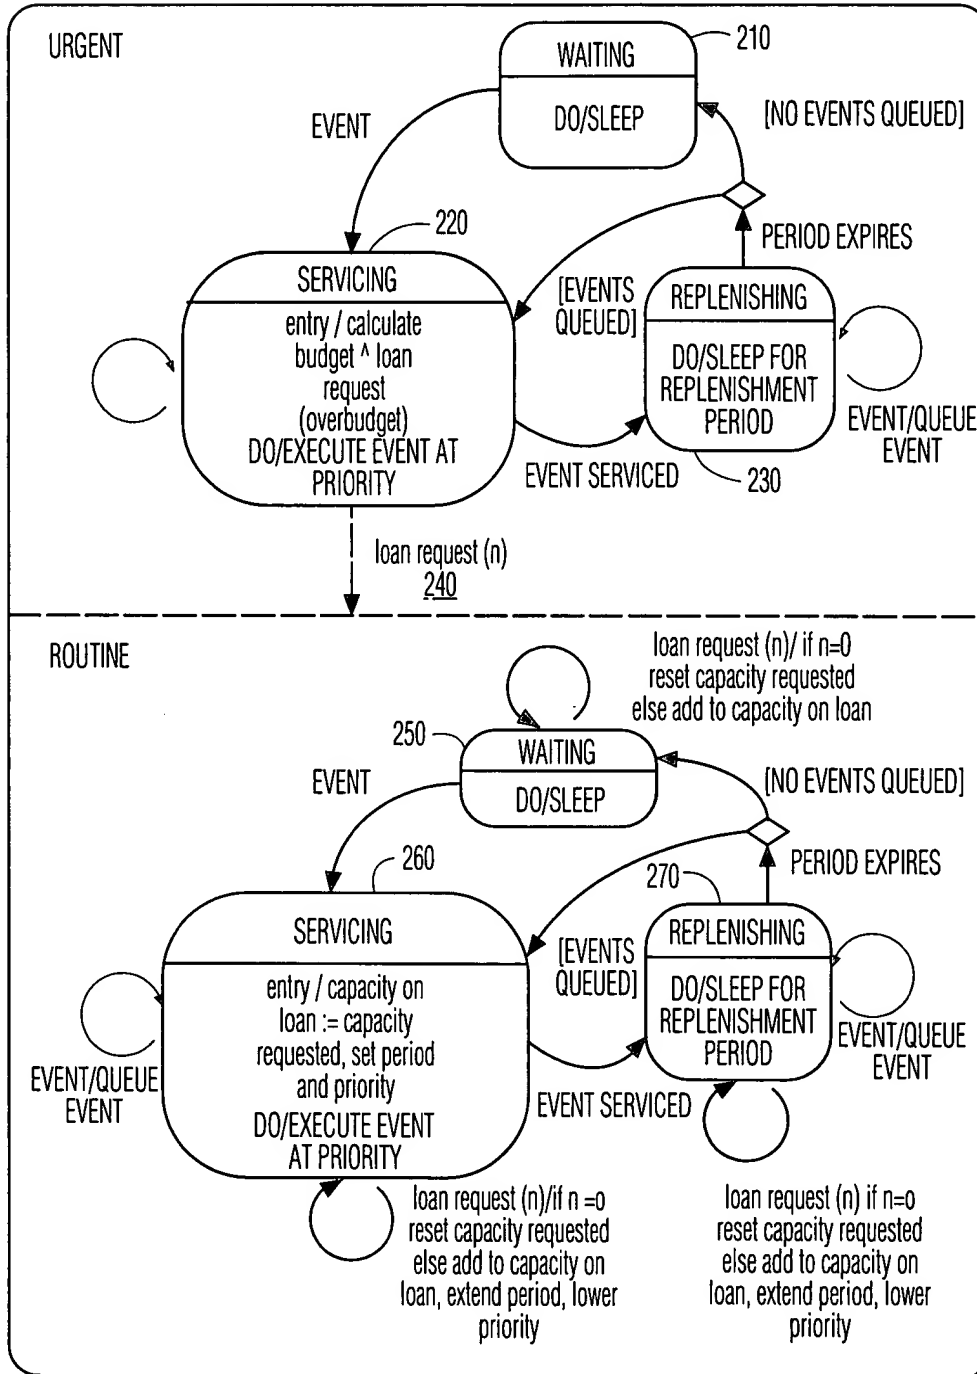 URGENT
210
WAITING
DO/SLEEP
[NO EVENTS QUEUED]
EVENT
220
PERIOD EXPIRES
SERVICING
entry / calculate
budget ^ loan
request
(overbudget)
DO/EXECUTE EVENT AT
PRIORITY
[EVENTS
QUEUED]
REPLENISHING
DO/SLEEP FOR
REPLENISHMENT
PERIOD
EVENT/QUEUE
EVENT
EVENT SERVICED
230
loan request (n)
240
ROUTINE
loan request (n)/ if n=0
reset capacity requested
else add to capacity on loan
250
WAITING
DO/SLEEP
[NO EVENTS QUEUED]
EVENT
260
PERIOD EXPIRES
270
SERVICING
entry / capacity on
loan := capacity
requested, set period
and priority
DO/EXECUTE EVENT
AT PRIORITY
EVENT/QUEUE
EVENT
[EVENTS
QUEUED]
REPLENISHING
DO/SLEEP FOR
REPLENISHMENT
PERIOD
EVENT/QUEUE
EVENT
EVENT SERVICED
loan request (n)/if n =o
reset capacity requested
else add to capacity on
loan, extend period, lower
priority
loan request (n) if n=o
reset capacity requested
else add to capacity on
loan, extend period, lower
priority